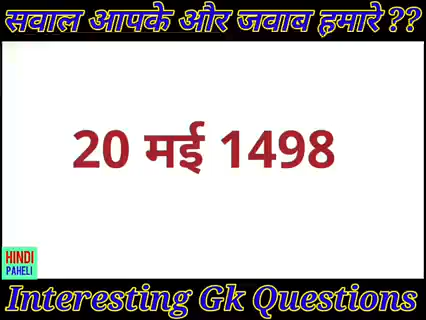 सवाल आपके और जवाब हमारे ??
20 मई 1498
HINDI
PAHELI
Interesting Gk Questions